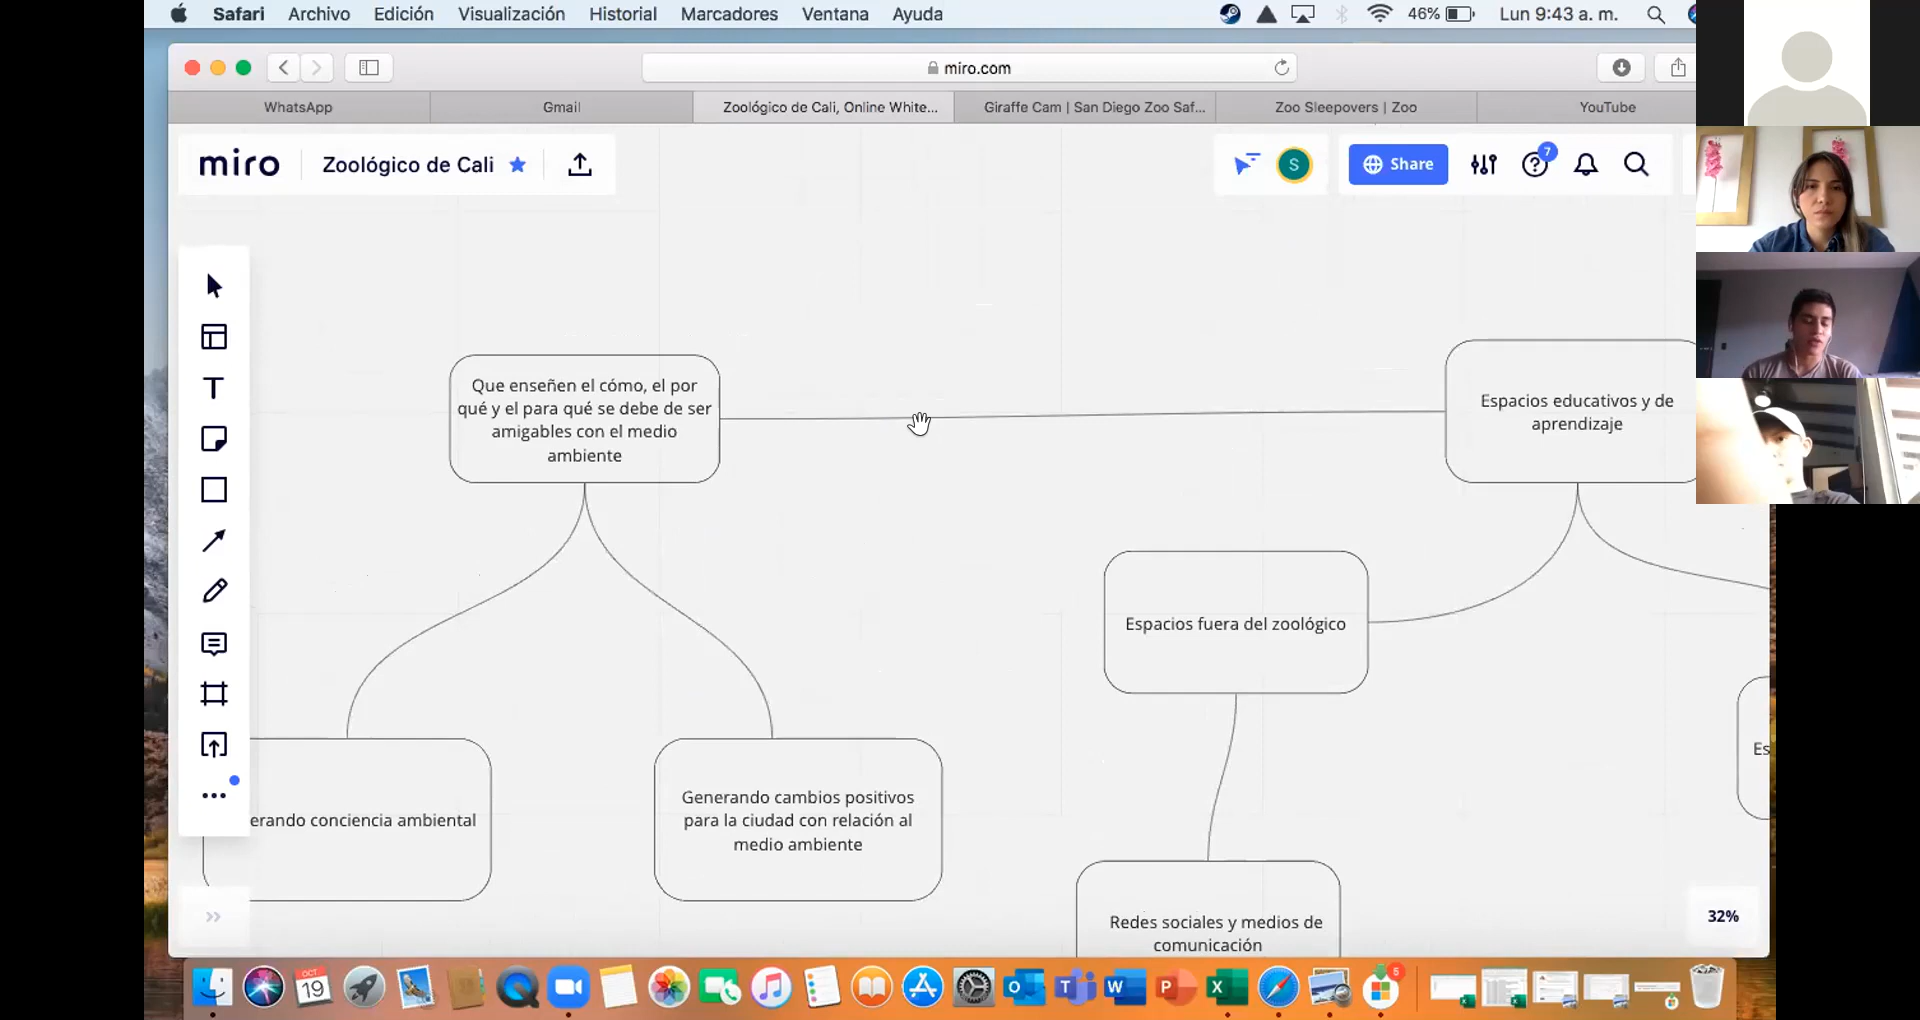 Safari Archivo Edición Visualización Historial Marcadores Ventana Ayuda 46% Lun 9:43 a. m.
miro.com
WhatsApp Gmail Zoológico de Cali, Online White... Giraffe Cam | San Diego Zoo Saf... Zoo Sleepovers | Zoo YouTube
miro Zoológico de Cali S Share 7
T
Que enseñen el cómo, el por
qué y el para qué se debe de ser
amigables con el medio
ambiente
Espacios educativos y de
aprendizaje
Espacios fuera del zoológico
Es
erando conciencia ambiental
Generando cambios positivos
para la ciudad con relación al
medio ambiente
Redes sociales y medios de
comunicación
32%
OCT
19
O T W P X 5